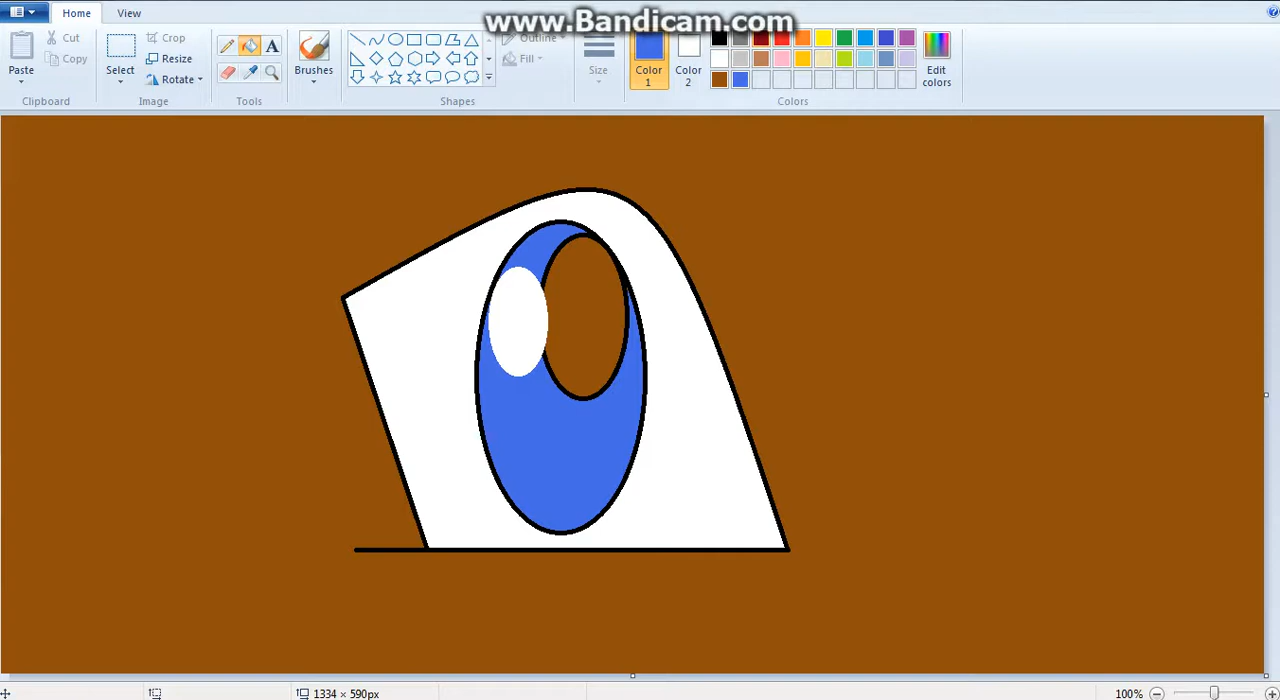 www.Bandicam.com
Home View
Paste
Cut
Copy
Clipboard
Select
Crop
Resize
Rotate
Image
A
Tools
Brushes
Shapes
Outline
Fill
Size
Color 1
Color 2
Edit colors
Colors
1334 × 590px
100%